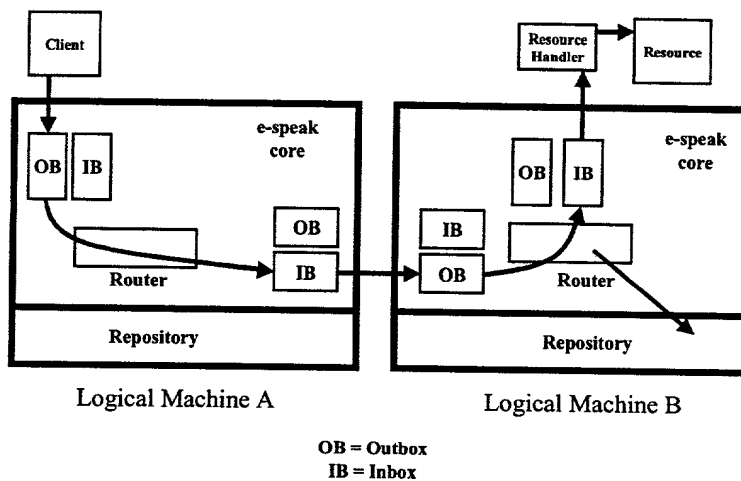 Client
Resource
Handler
Resource
e-speak
core
OB
IB
OB
IB
Router
Repository
e-speak
core
OB
IB
IB
OB
Router
Repository
Logical Machine A
Logical Machine B
OB = Outbox
IB = Inbox